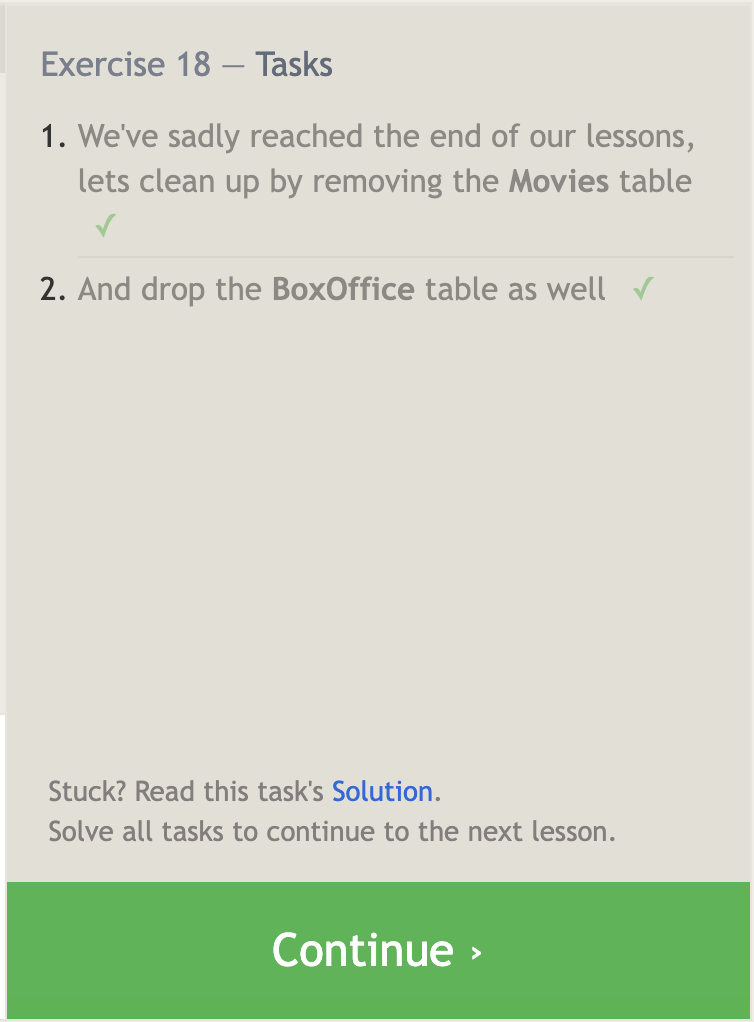 Exercise 18 — Tasks
1. We've sadly reached the end of our lessons,
lets clean up by removing the Movies table
✓
2. And drop the BoxOffice table as well ✓
Stuck? Read this task's Solution.
Solve all tasks to continue to the next lesson.
Continue ›